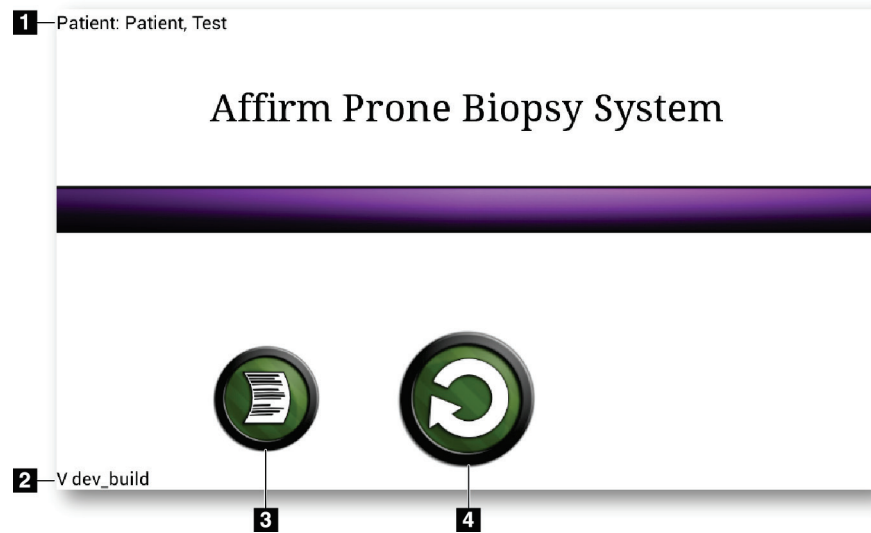 1 Patient: Patient, Test
Affirm Prone Biopsy System
2 V dev_build
3 4